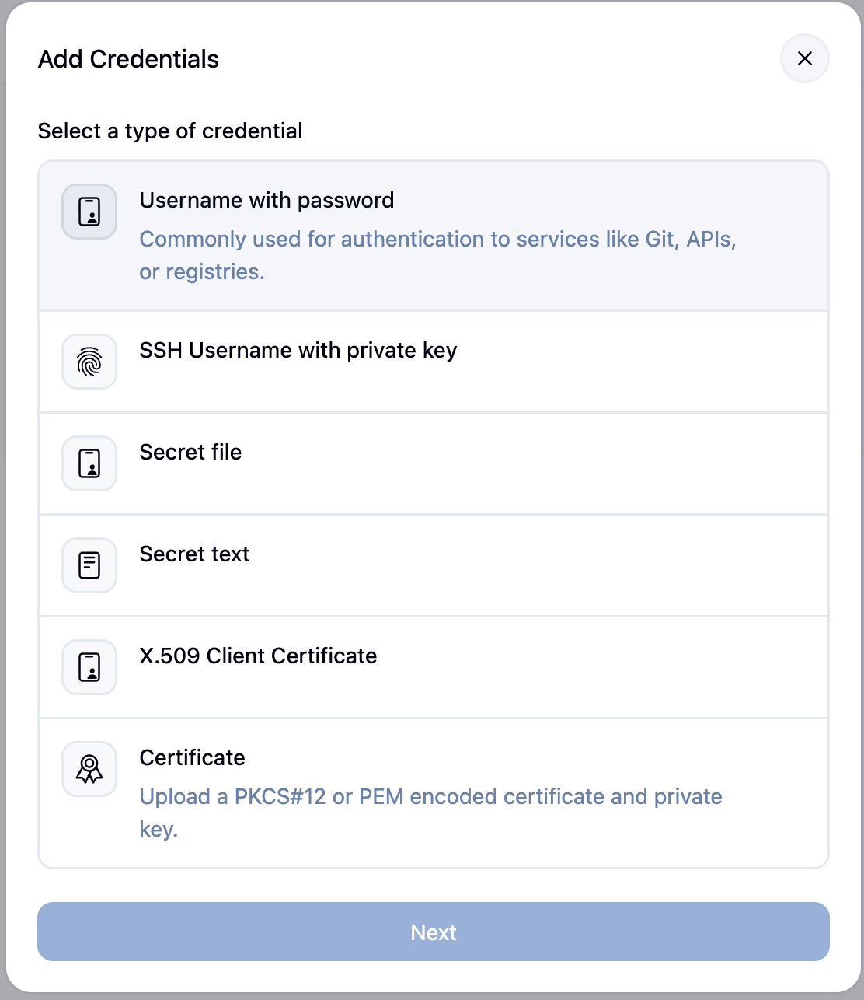 Add Credentials
Select a type of credential
Username with password
Commonly used for authentication to services like Git, APIs,
or registries.
SSH Username with private key
Secret file
Secret text
X.509 Client Certificate
Certificate
Upload a PKCS#12 or PEM encoded certificate and private
key.
Next